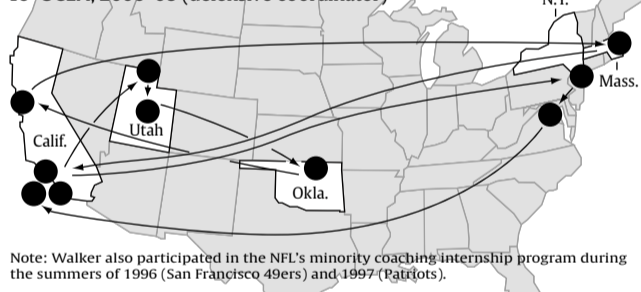 N.Y.
Mass.
Utah
Calif.
Okla.
Note: Walker also participated in the NFL's minority coaching internship program during
the summers of 1996 (San Francisco 49ers) and 1997 (Patriots).